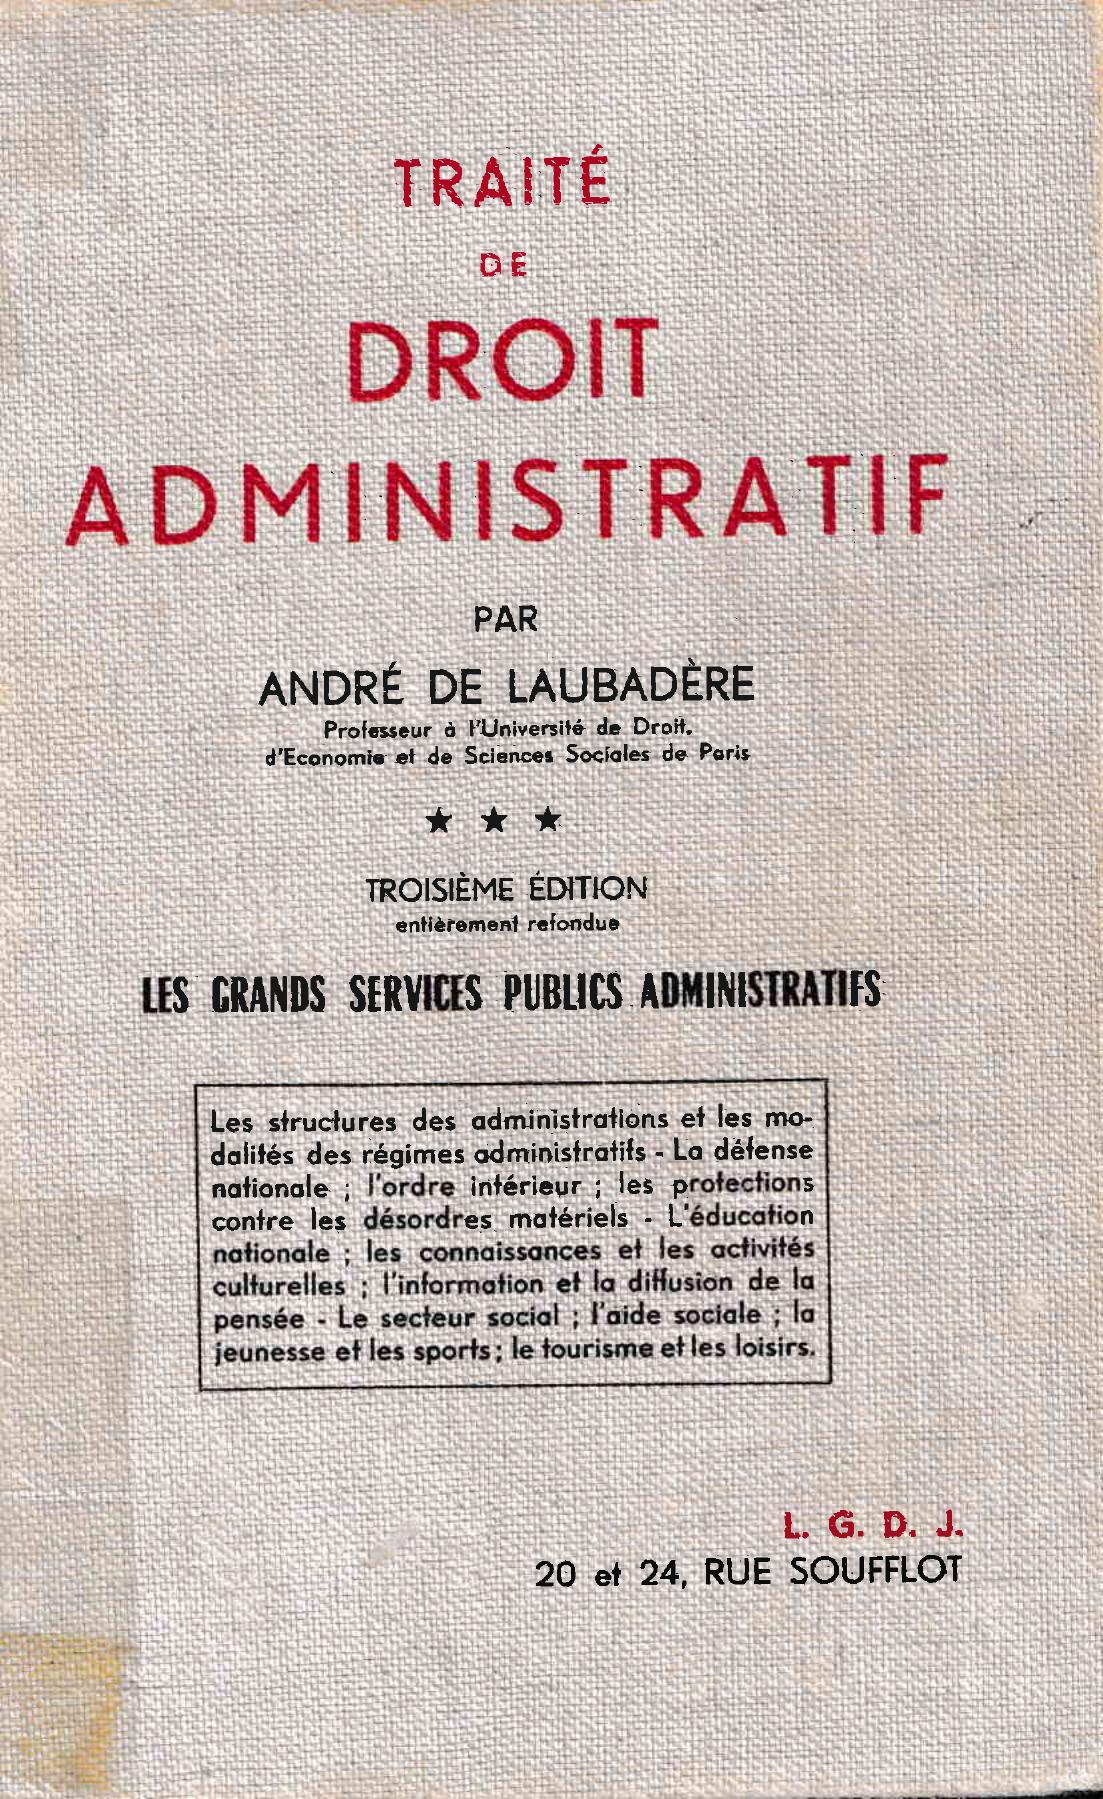 TRAITÉ
DE
DROIT
ADMINISTRATIF
PAR
ANDRÉ DE LAUBADÈRE
Professeur à l'Université de Droit,
d'Economie et de Sciences Sociales de Paris
★ ★ ★
TROISIÈME ÉDITION
entièrement refondue
LES GRANDS SERVICES PUBLICS ADMINISTRATIFS
Les structures des administrations et les mo-
dalités des régimes administratifs - La défense
nationale ; l'ordre intérieur ; les protections
contre les désordres matériels - L'éducation
nationale ; les connaissances et les activités
culturelles ; l'information et la diffusion de la
pensée - Le secteur social ; l'aide sociale ; la
jeunesse et les sports ; le tourisme et les loisirs.
L. G. D. J.
20 et 24, RUE SOUFFLOT